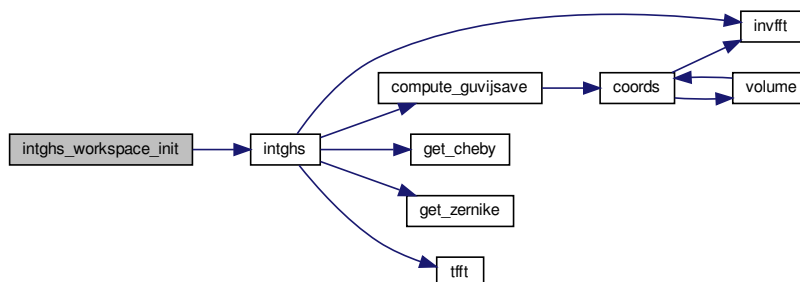 intghs_workspace_init
intghs
compute_guvijsave
get_cheby
get_zernike
tfft
coords
invfft
volume